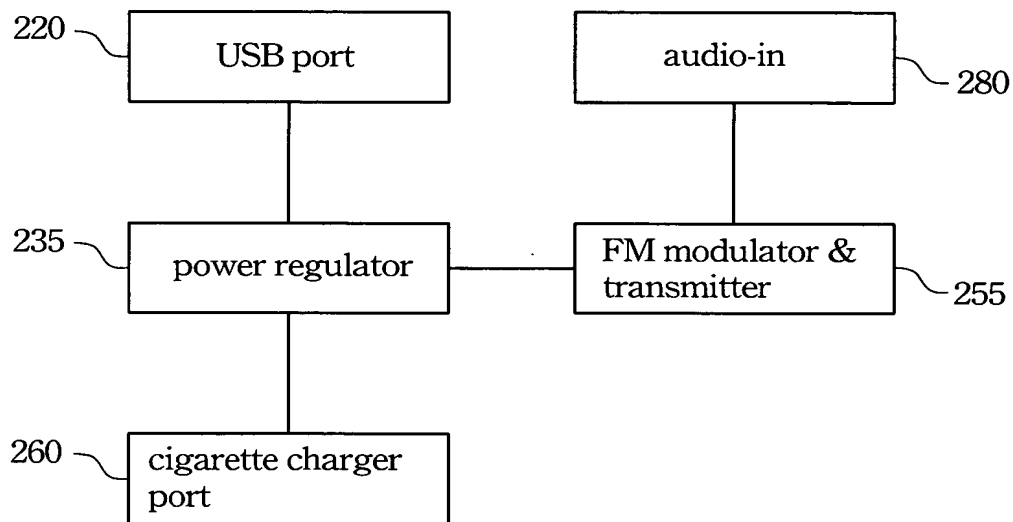 220
USB port
audio-in
280
235
power regulator
FM modulator &
transmitter
255
260
cigarette charger
port